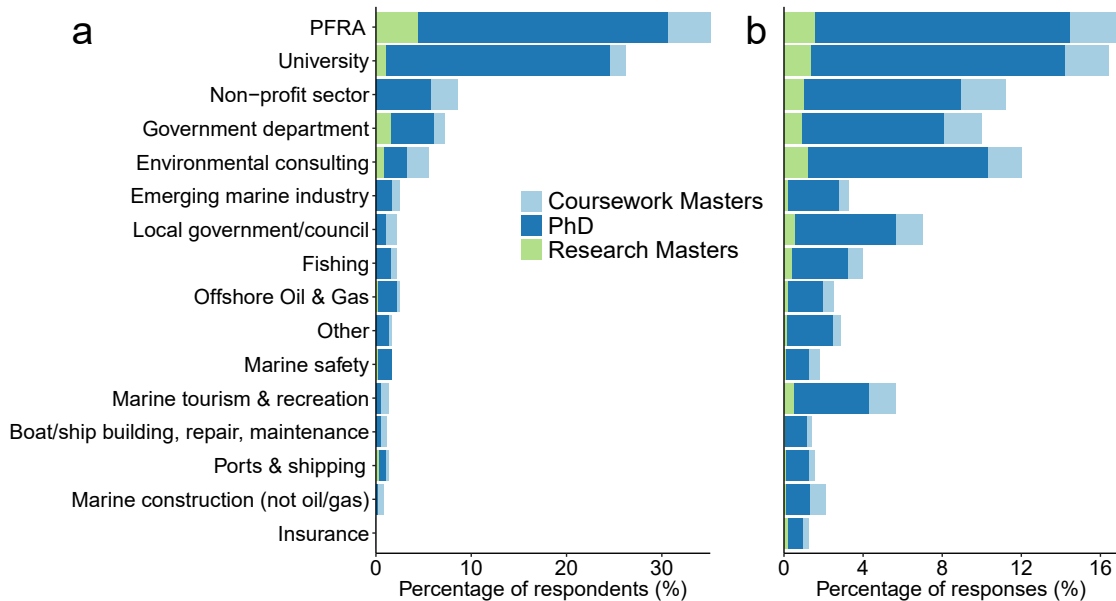 a
b
PFRA
University
Non−profit sector
Government department
Environmental consulting
Emerging marine industry
Local government/council
Fishing
Offshore Oil & Gas
Other
Marine safety
Marine tourism & recreation
Boat/ship building, repair, maintenance
Ports & shipping
Marine construction (not oil/gas)
Insurance
Coursework Masters
PhD
Research Masters
0 10 20 30
Percentage of respondents (%)
0 4 8 12 16
Percentage of responses (%)